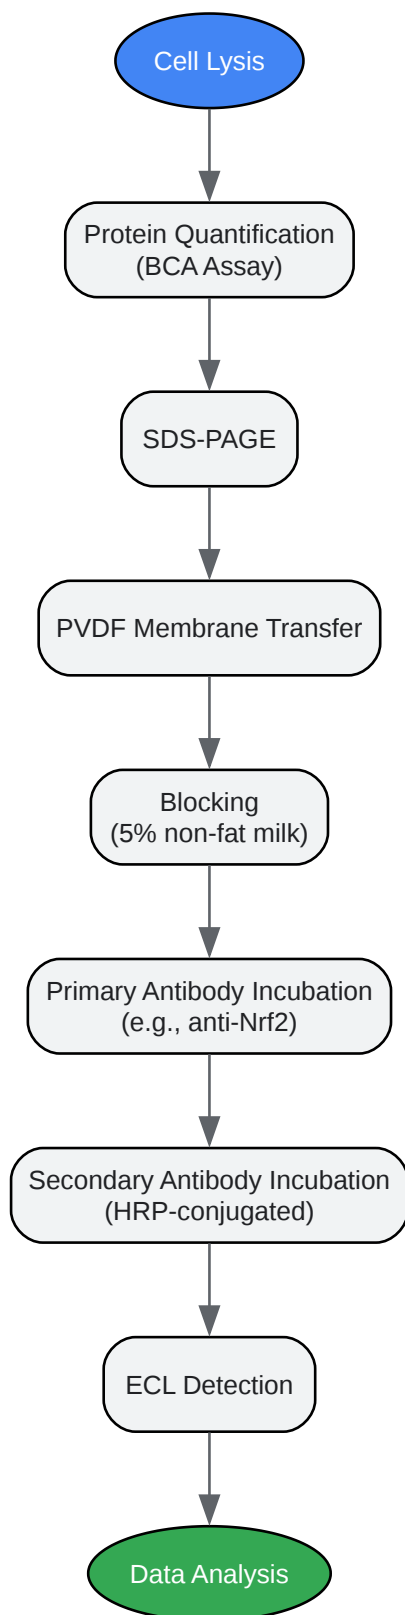 Cell Lysis
Protein Quantification
(BCA Assay)
SDS-PAGE
PVDF Membrane Transfer
Blocking
(5% non-fat milk)
Primary Antibody Incubation
(e.g., anti-Nrf2)
Secondary Antibody Incubation
(HRP-conjugated)
ECL Detection
Data Analysis